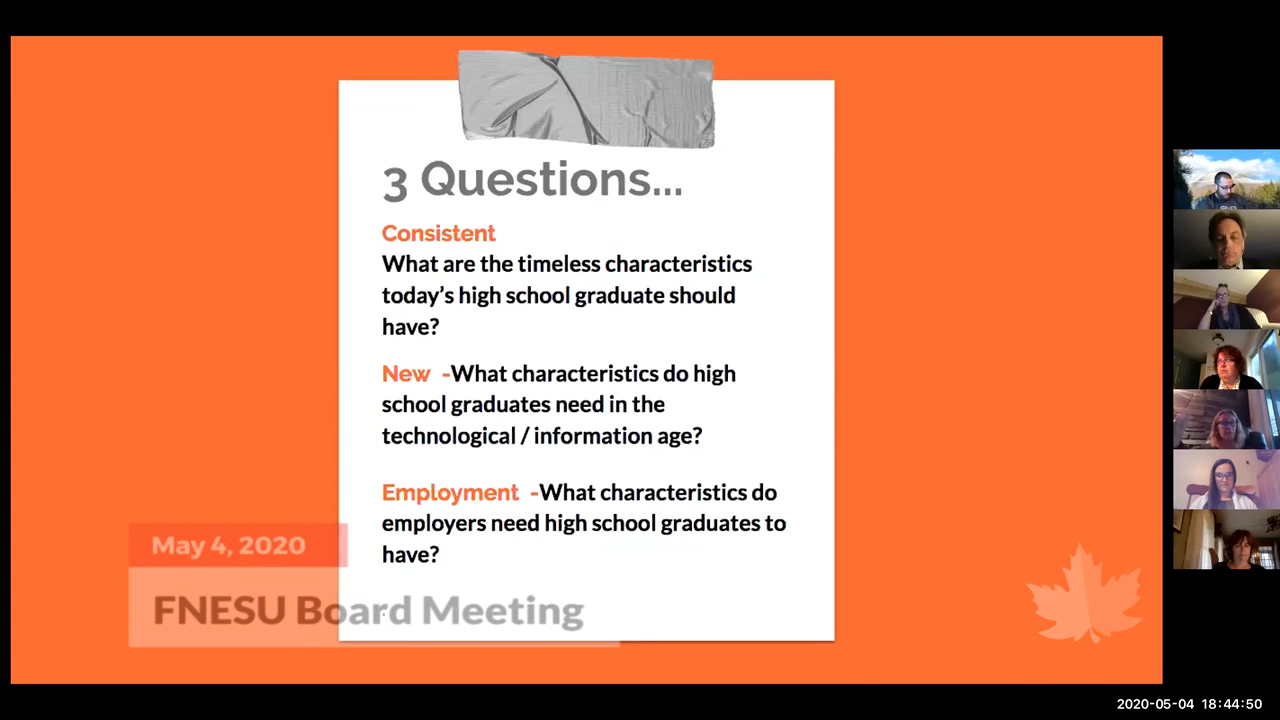 3 Questions...
Consistent
What are the timeless characteristics
today's high school graduate should
have?
New -What characteristics do high
school graduates need in the
technological / information age?
Employment -What characteristics do
employers need high school graduates to
have?
May 4, 2020
FNESU Board Meeting
2020-05-04 18:44:50